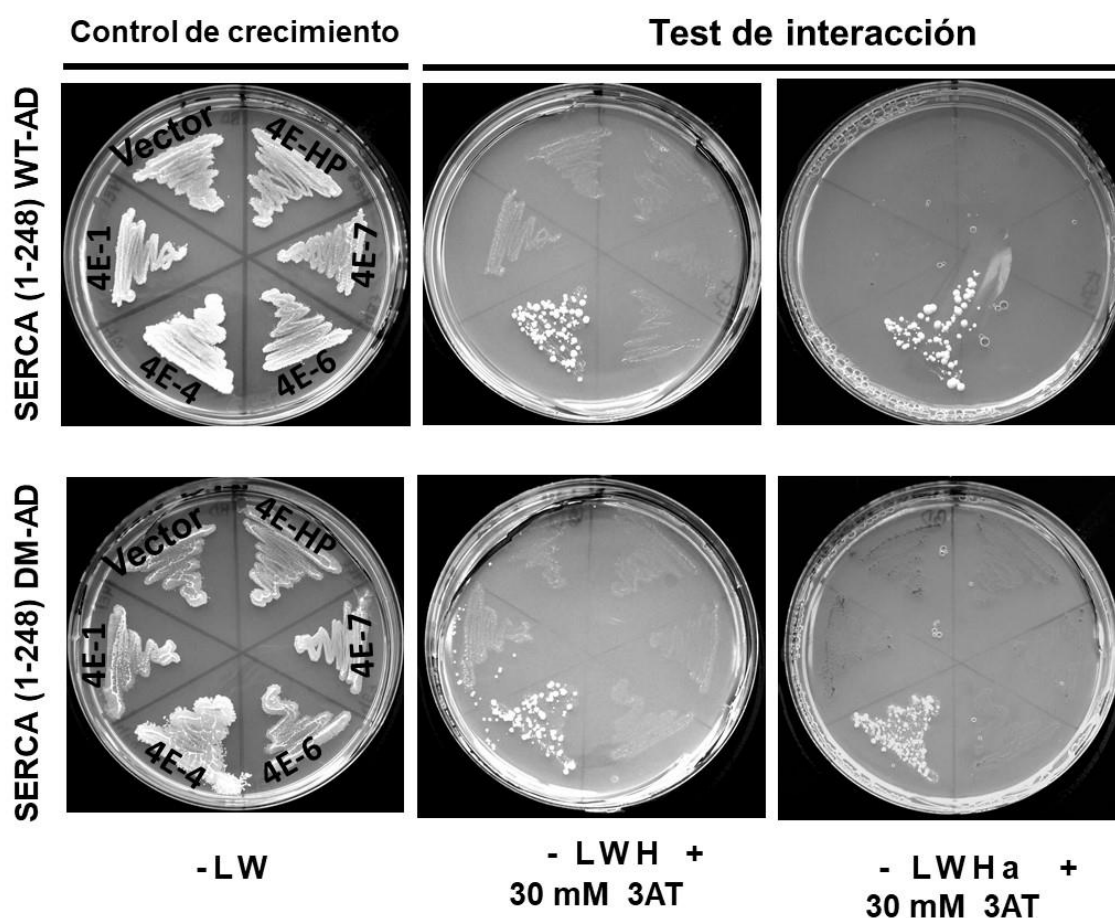 Control de crecimiento
Test de interacción
SERCA (1-248) WT-AD
Vector
4E-HP
4E-1
4E-7
4E-4
4E-6
SERCA (1-248) DM-AD
Vector
4E-HP
4E-1
4E-7
4E-4
4E-6
- L W
- L W H +
30 mM 3AT
- L W H a +
30 mM 3AT